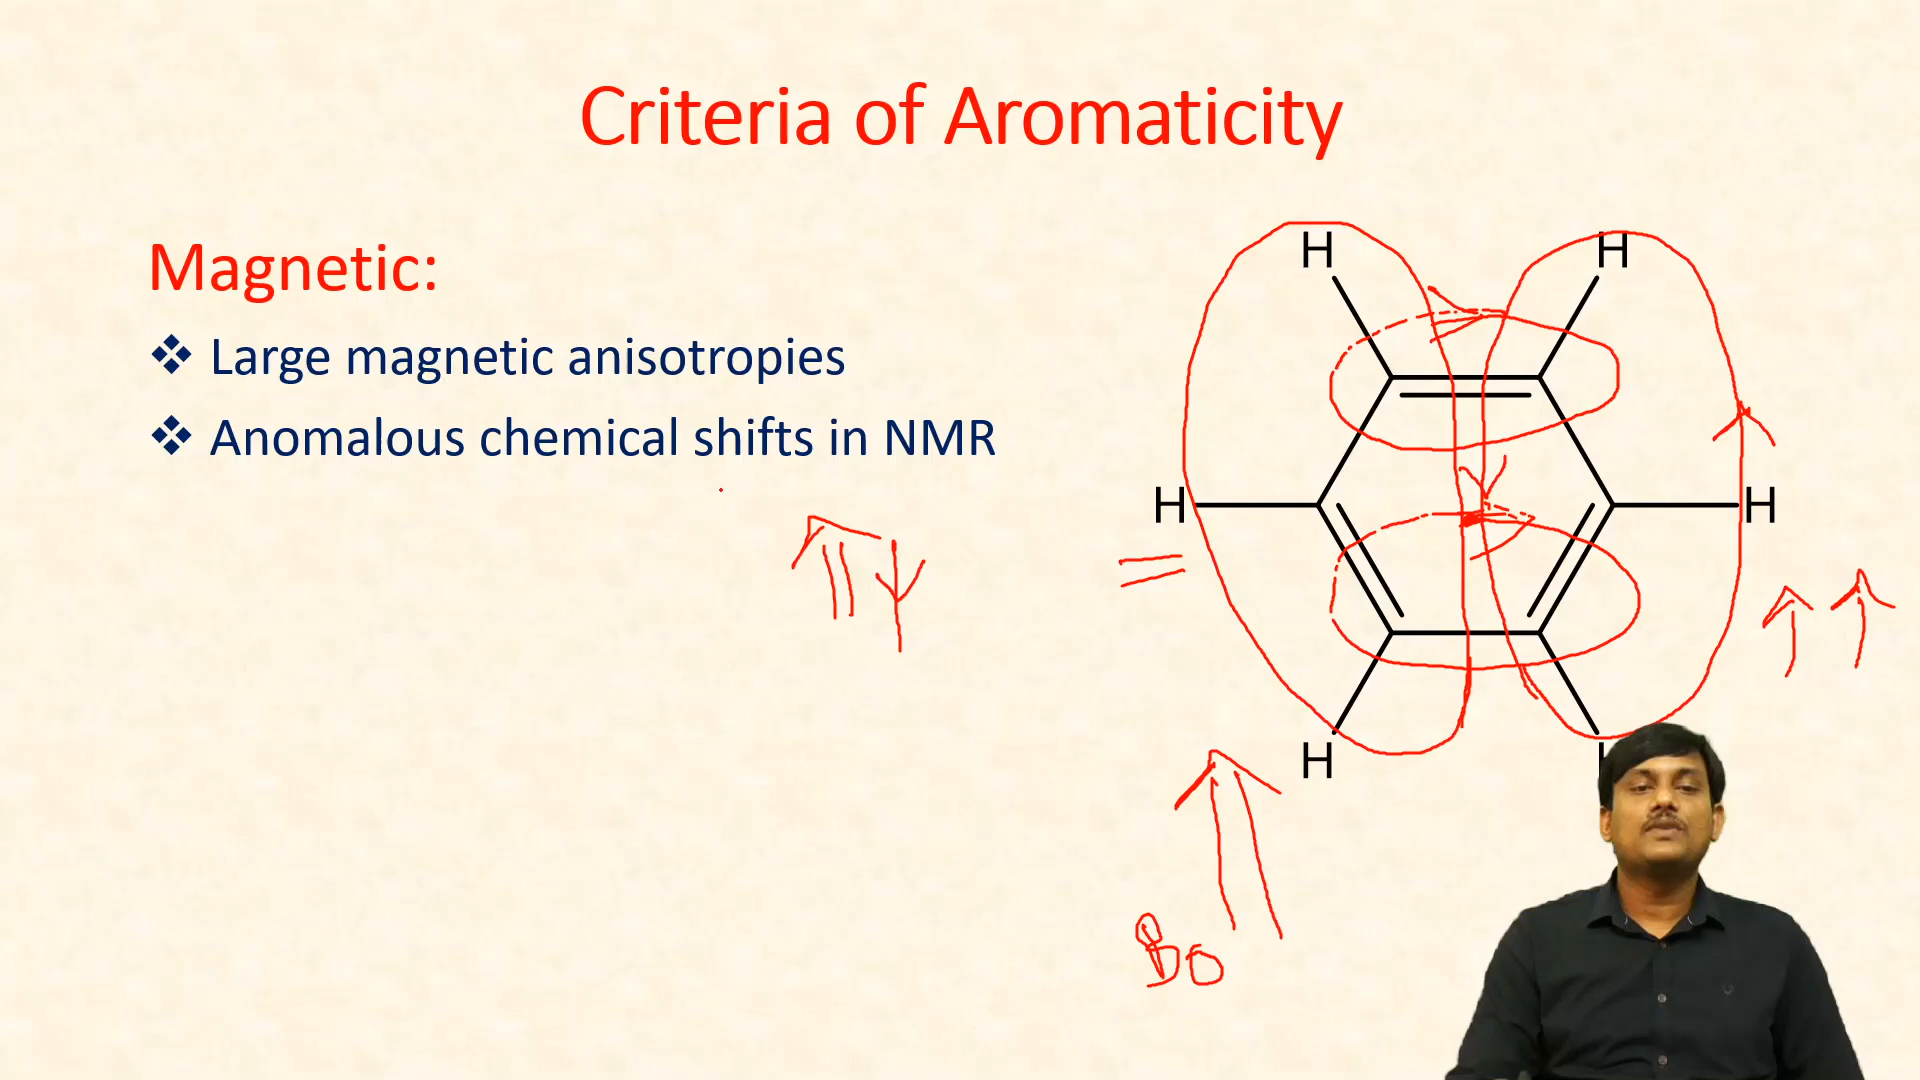 Criteria of Aromaticity
Magnetic:
❖ Large magnetic anisotropies
❖ Anomalous chemical shifts in NMR
H H
H H
H
B0